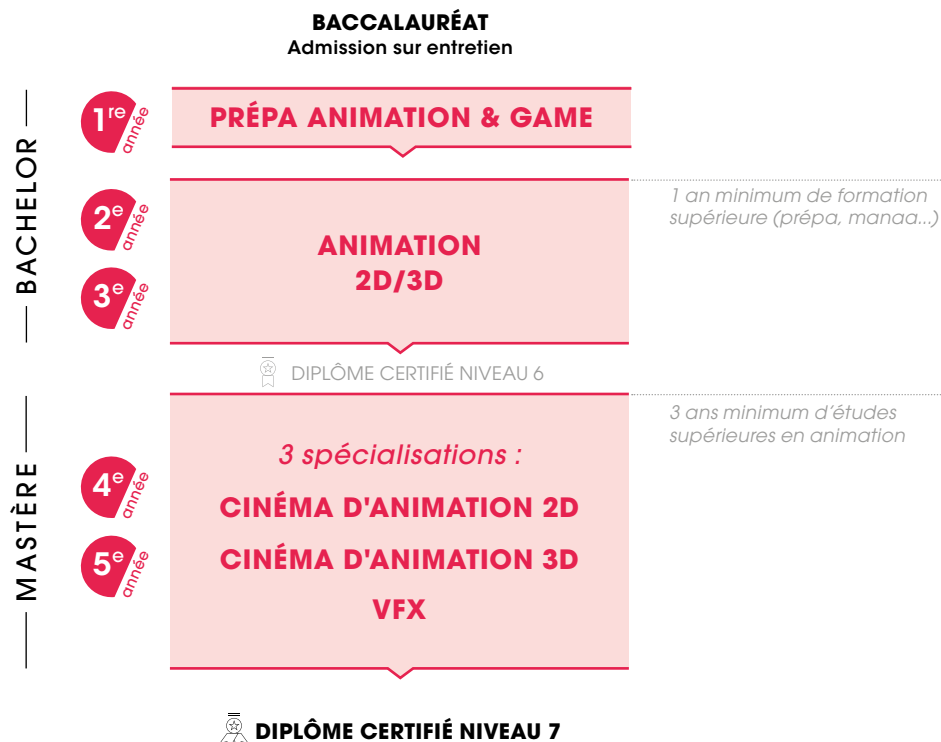 BACCALAURÉAT
Admission sur entretien
BACHELOR
1re année
PRÉPA ANIMATION & GAME
2e année
3e année
ANIMATION
2D/3D
1 an minimum de formation
supérieure (prépa, manaa...)
DIPLÔME CERTIFIÉ NIVEAU 6
3 ans minimum d'études
supérieures en animation
MASTÈRE
4e année
5e année
3 spécialisations :
CINÉMA D'ANIMATION 2D
CINÉMA D'ANIMATION 3D
VFX
DIPLÔME CERTIFIÉ NIVEAU 7